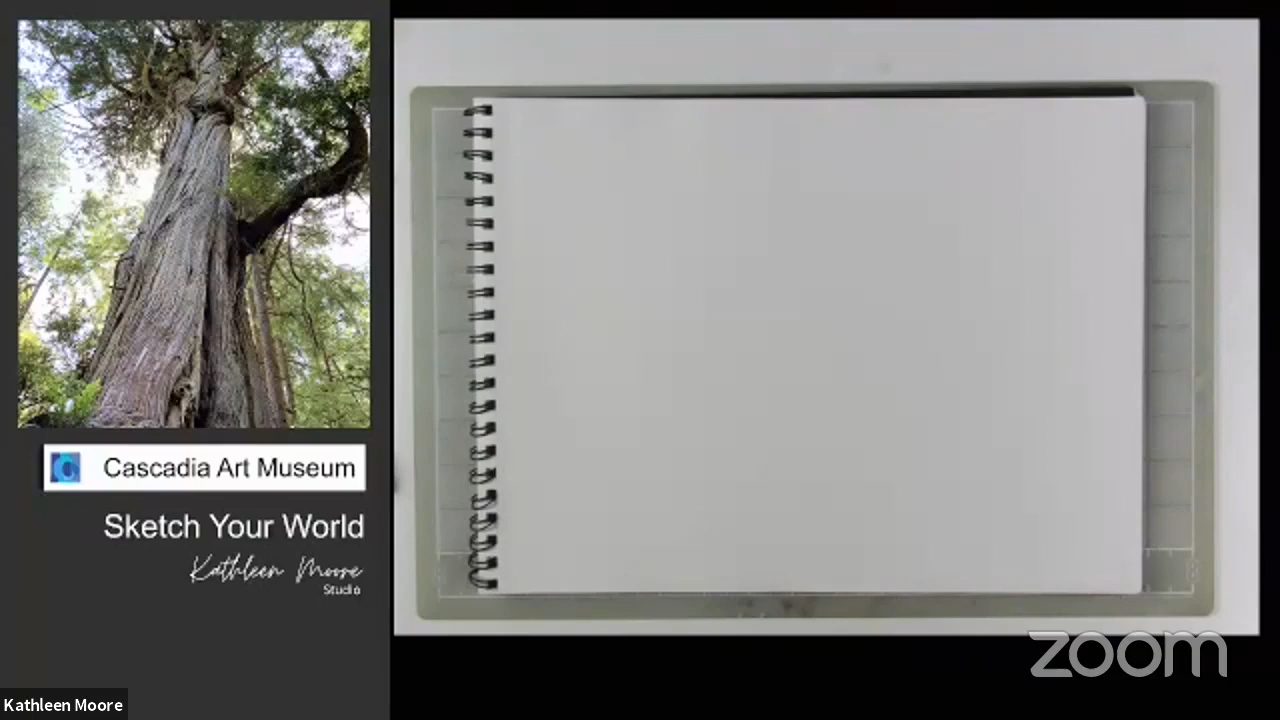 Cascadia Art Museum
Sketch Your World
Kathleen Moore
Studio
zoom
Kathleen Moore